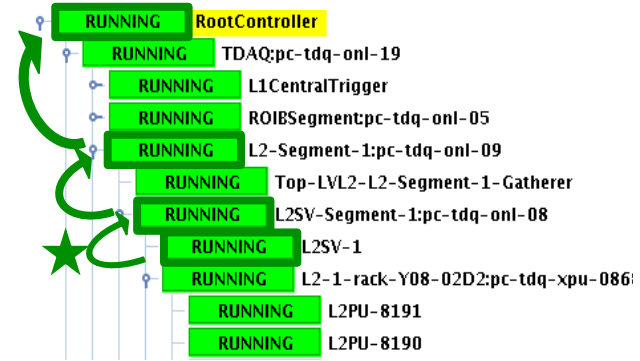 RUNNING RootController
RUNNING TDAQ:pc-tdq-onl-19
RUNNING L1CentralTrigger
RUNNING ROIBSegment:pc-tdq-onl-05
RUNNING L2-Segment-1:pc-tdq-onl-09
RUNNING Top-LVL2-L2-Segment-1-Gatherer
RUNNING L2SV-Segment-1:pc-tdq-onl-08
RUNNING L2SV-1
RUNNING L2-1-rack-Y08-02D2:pc-tdq-xpu-0868
RUNNING L2PU-8191
RUNNING L2PU-8190